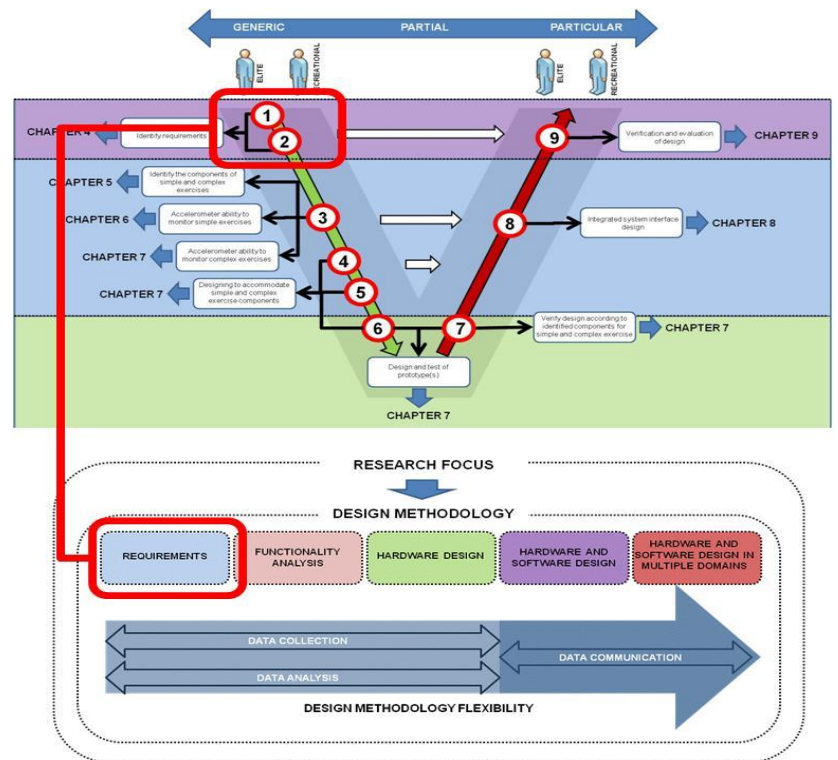 GENERIC PARTIAL PARTICULAR
ELITE
RECREATIONAL
ELITE
RECREATIONAL
1
2
3
4
5
6
7
8
9
CHAPTER 4
Identify requirements
CHAPTER 5
Identify the components of
simple and complex
exercises
CHAPTER 6
Accelerometer ability to
monitor simple exercises
CHAPTER 7
Accelerometer ability to
monitor complex exercises.
CHAPTER 7
Designing to accommodate
simple and complex
exercise components
Design and test of
prototype(s)
CHAPTER 7
Verification and evaluation
of design
CHAPTER 9
Integrated system interface
design
CHAPTER 8
Verify design according to
identified components for
simple and complex exercise
CHAPTER 7
RESEARCH FOCUS
DESIGN METHODOLOGY
REQUIREMENTS
FUNCTIONALITY
ANALYSIS
HARDWARE DESIGN
HARDWARE AND
SOFTWARE DESIGN
HARDWARE AND
SOFTWARE DESIGN IN
MULTIPLE DOMAINS
DATA COLLECTION
DATA ANALYSIS
DATA COMMUNICATION
DESIGN METHODOLOGY FLEXIBILITY